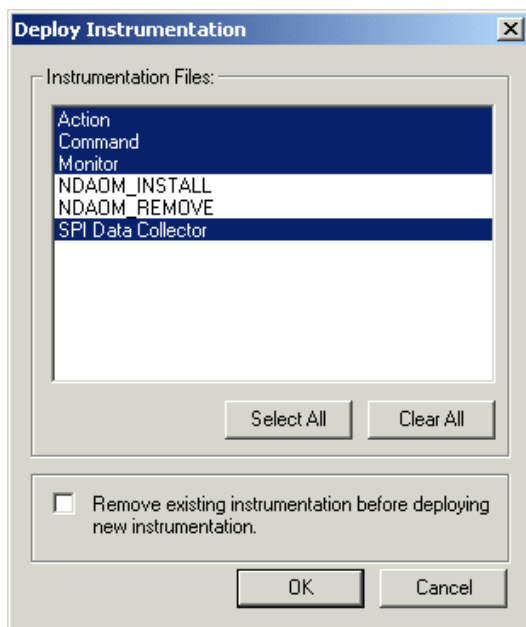 Deploy Instrumentation
Instrumentation Files:
Action
Command
Monitor
NDAOM_INSTALL
NDAOM_REMOVE
SPI Data Collector
Select All
Clear All
Remove existing instrumentation before deploying
new instrumentation.
OK
Cancel